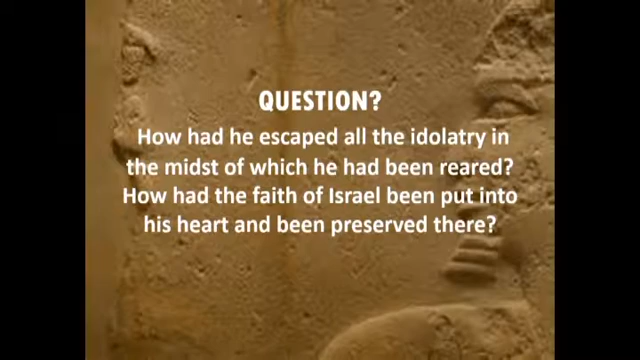 QUESTION?
How had he escaped all the idolatry in
the midst of which he had been reared?
How had the faith of Israel been put into
his heart and been preserved there?